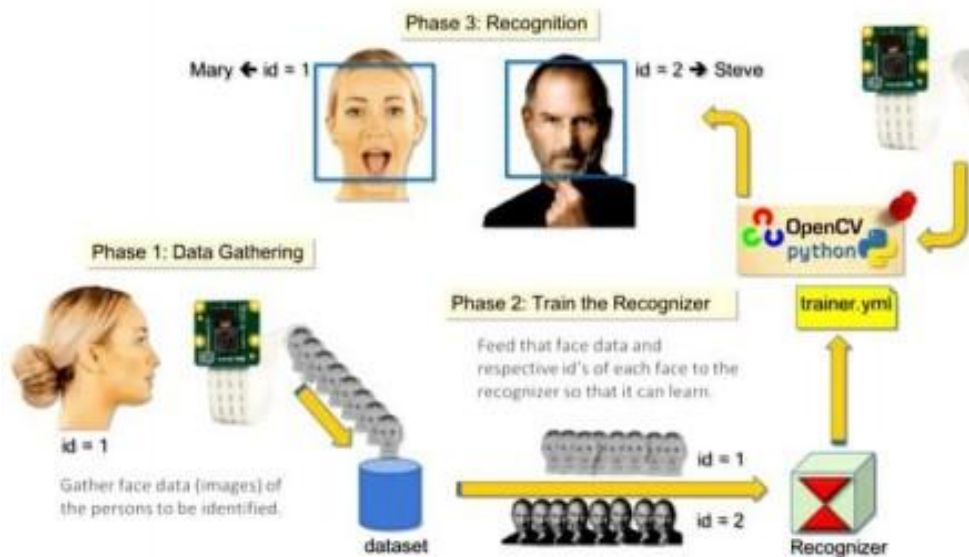 Phase 3: Recognition
Mary ← id = 1
id = 2 → Steve
OpenCV
python
Phase 1: Data Gathering
Phase 2: Train the Recognizer
trainer.yml
Feed that face data and
respective id's of each face to the
recognizer so that it can learn.
id = 1
Gather face data (images) of
the persons to be identified.
id = 1
id = 2
dataset
Recognizer